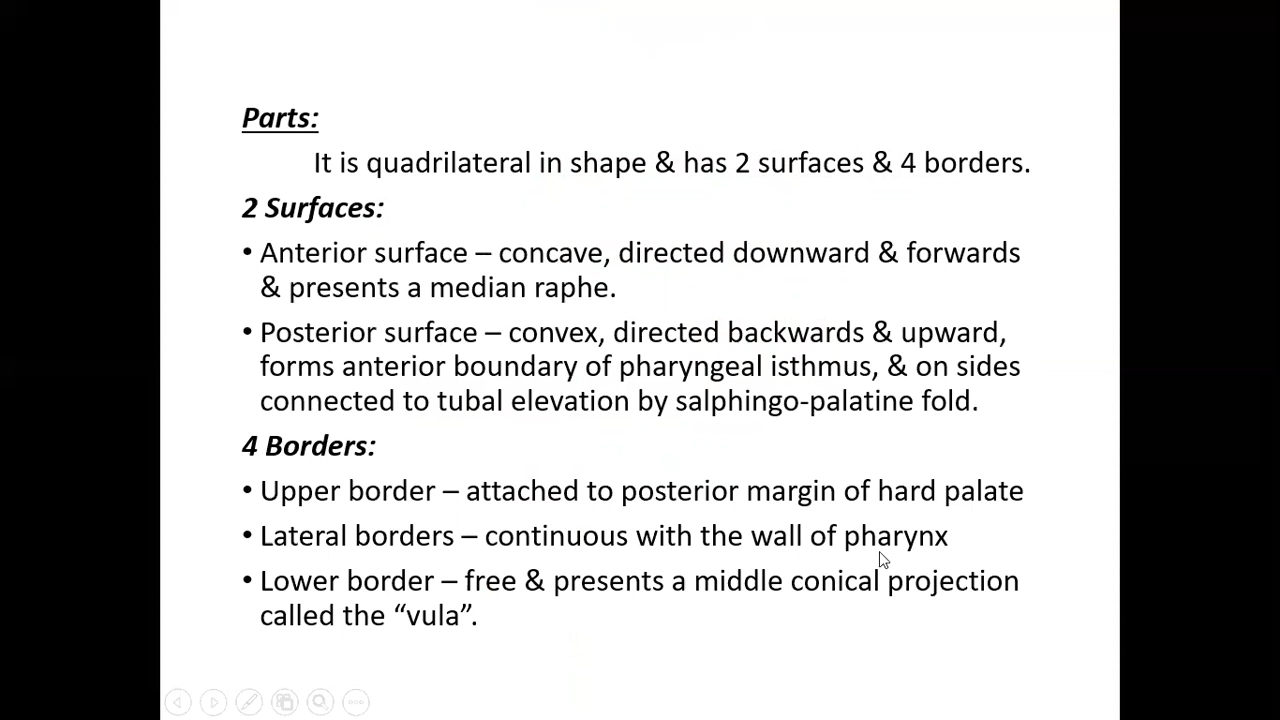 Parts:
It is quadrilateral in shape & has 2 surfaces & 4 borders.
2 Surfaces:
• Anterior surface – concave, directed downward & forwards
& presents a median raphe.
• Posterior surface – convex, directed backwards & upward,
forms anterior boundary of pharyngeal isthmus, & on sides
connected to tubal elevation by salphingo-palatine fold.
4 Borders:
• Upper border – attached to posterior margin of hard palate
• Lateral borders – continuous with the wall of pharynx
• Lower border – free & presents a middle conical projection
called the “vula”.